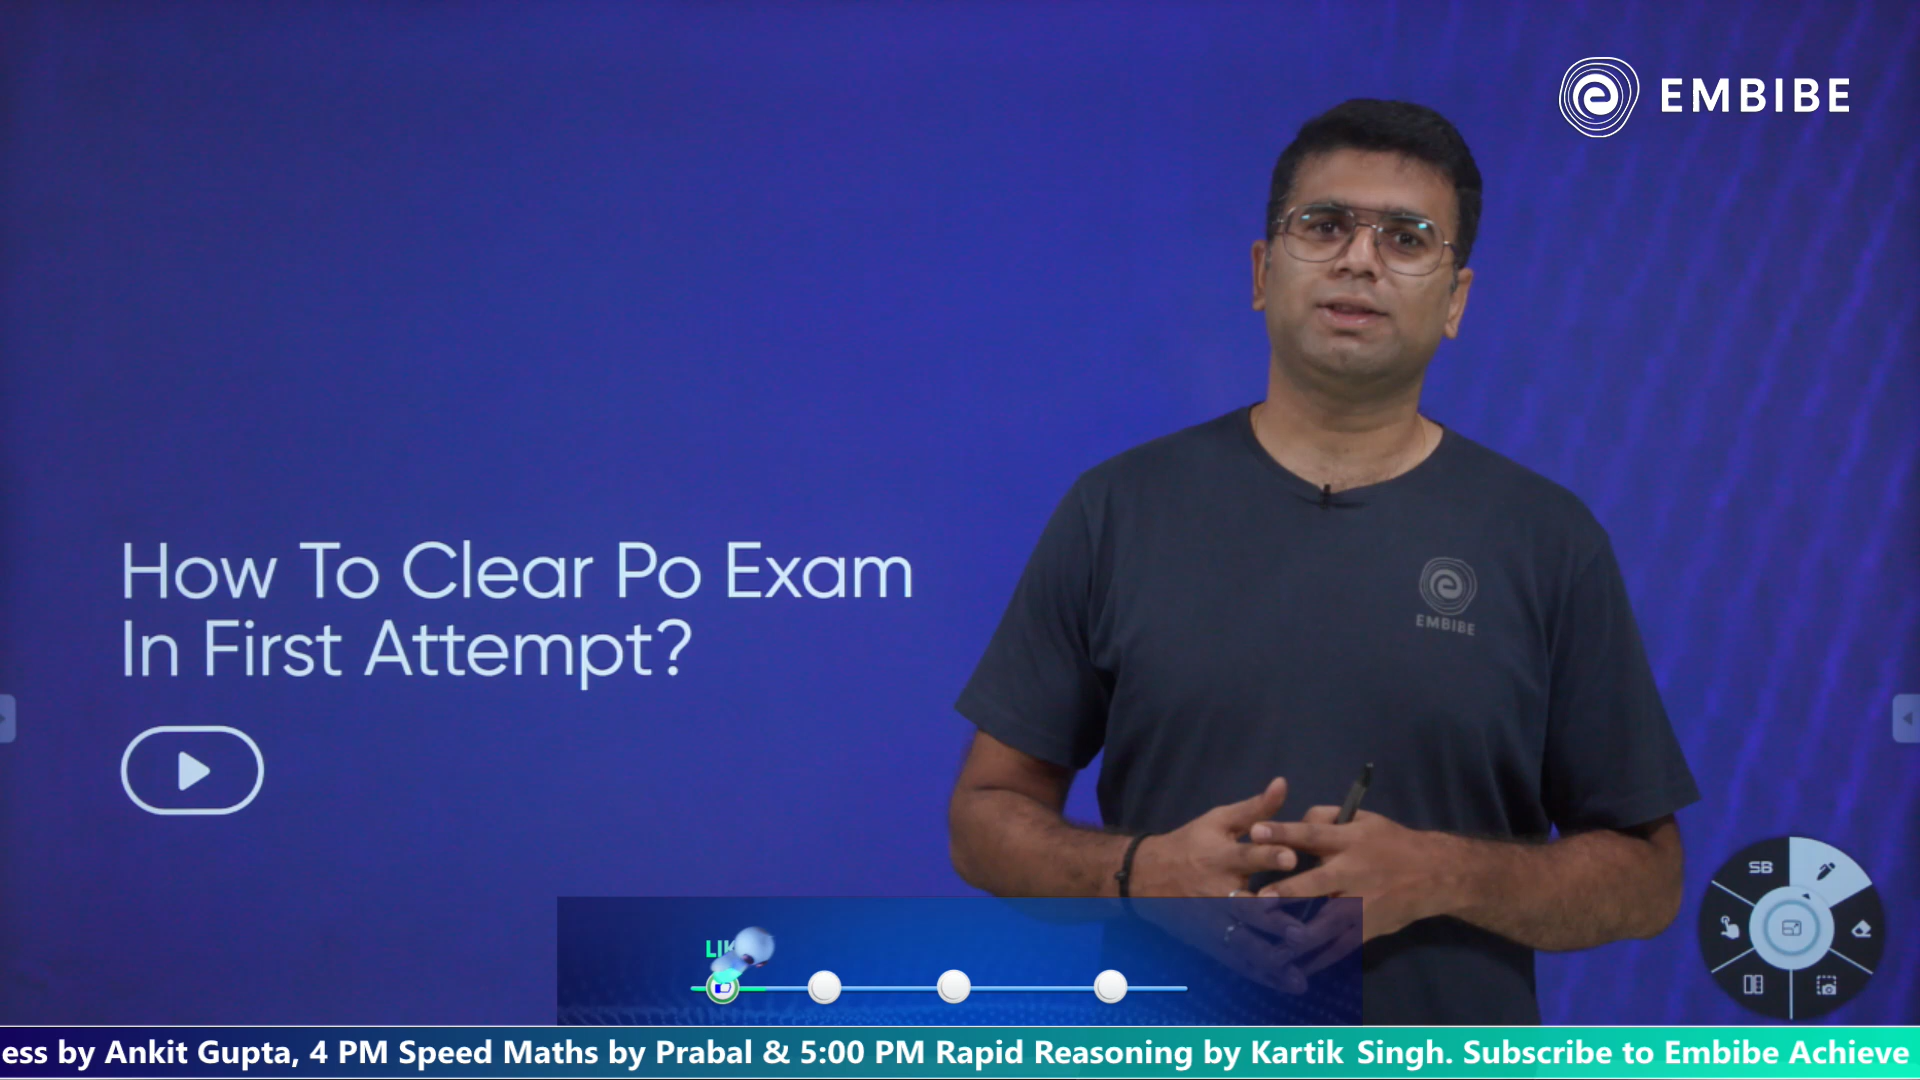 EMBIBE
How To Clear Po Exam
In First Attempt?
EMBIBE
SB
ess by Ankit Gupta, 4 PM Speed Maths by Prabal & 5:00 PM Rapid Reasoning by Kartik Singh. Subscribe to Embibe Achieve